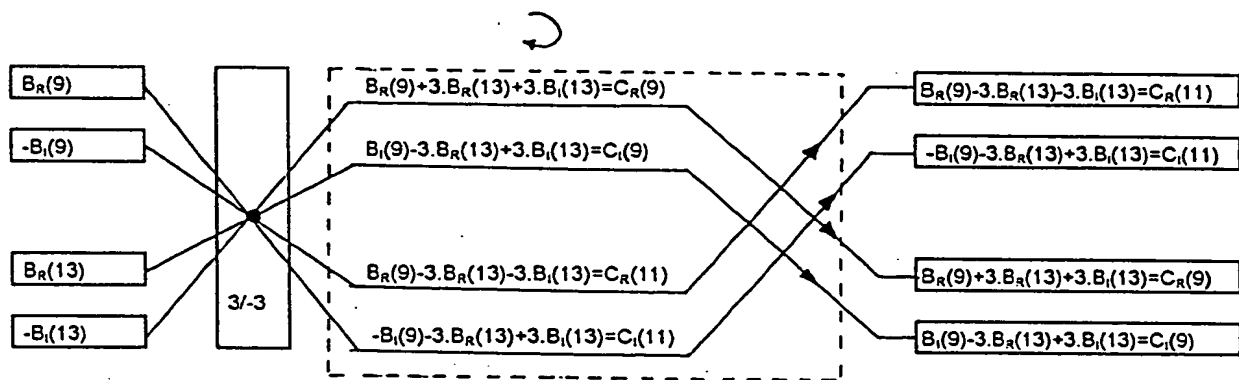 B_R(9)
-B_I(9)
B_R(13)
-B_I(13)
3/-3
B_R(9)+3.B_R(13)+3.B_I(13)=C_R(9)
B_I(9)-3.B_R(13)+3.B_I(13)=C_I(9)
B_R(9)-3.B_R(13)-3.B_I(13)=C_R(11)
-B_I(9)-3.B_R(13)+3.B_I(13)=C_I(11)
B_R(9)-3.B_R(13)-3.B_I(13)=C_R(11)
-B_I(9)-3.B_R(13)+3.B_I(13)=C_I(11)
B_R(9)+3.B_R(13)+3.B_I(13)=C_R(9)
B_I(9)-3.B_R(13)+3.B_I(13)=C_I(9)